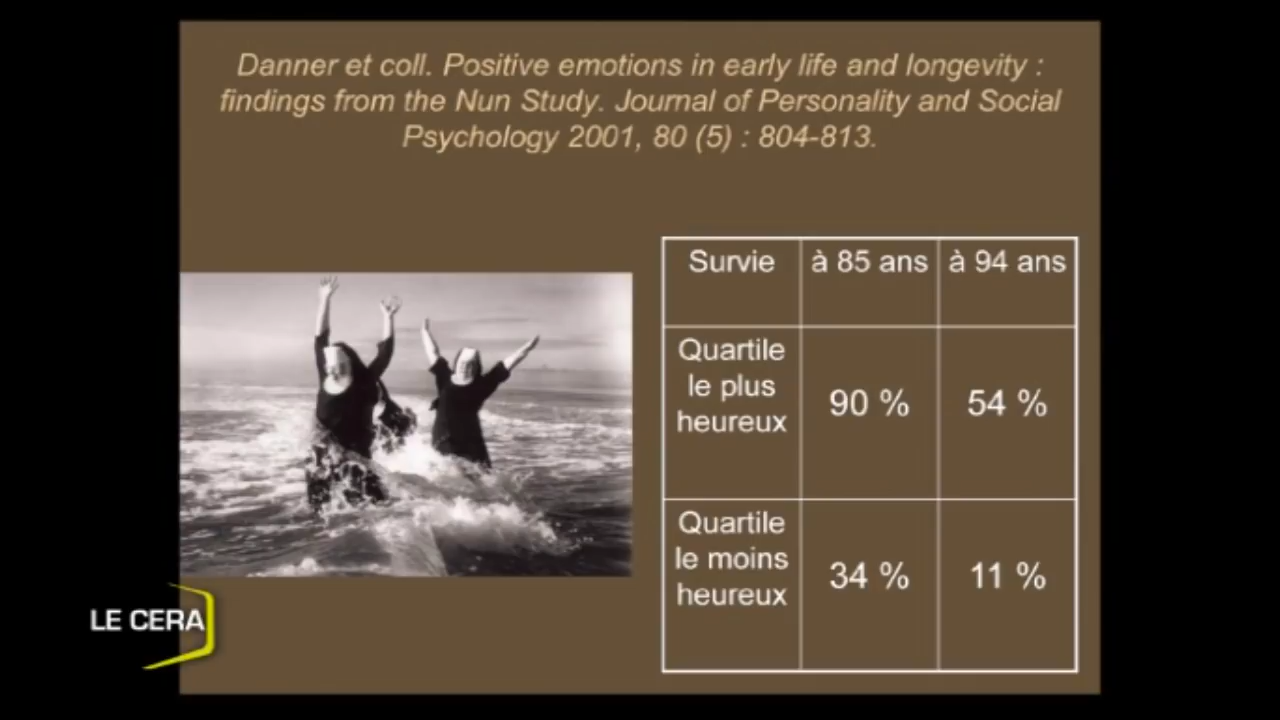 Danner et coll. Positive emotions in early life and longevity :
findings from the Nun Study. Journal of Personality and Social
Psychology 2001, 80 (5) : 804-813.
Survie à 85 ans à 94 ans
Quartile
le plus
heureux
90 % 54 %
Quartile
le moins
heureux
34 % 11 %
LE CERA